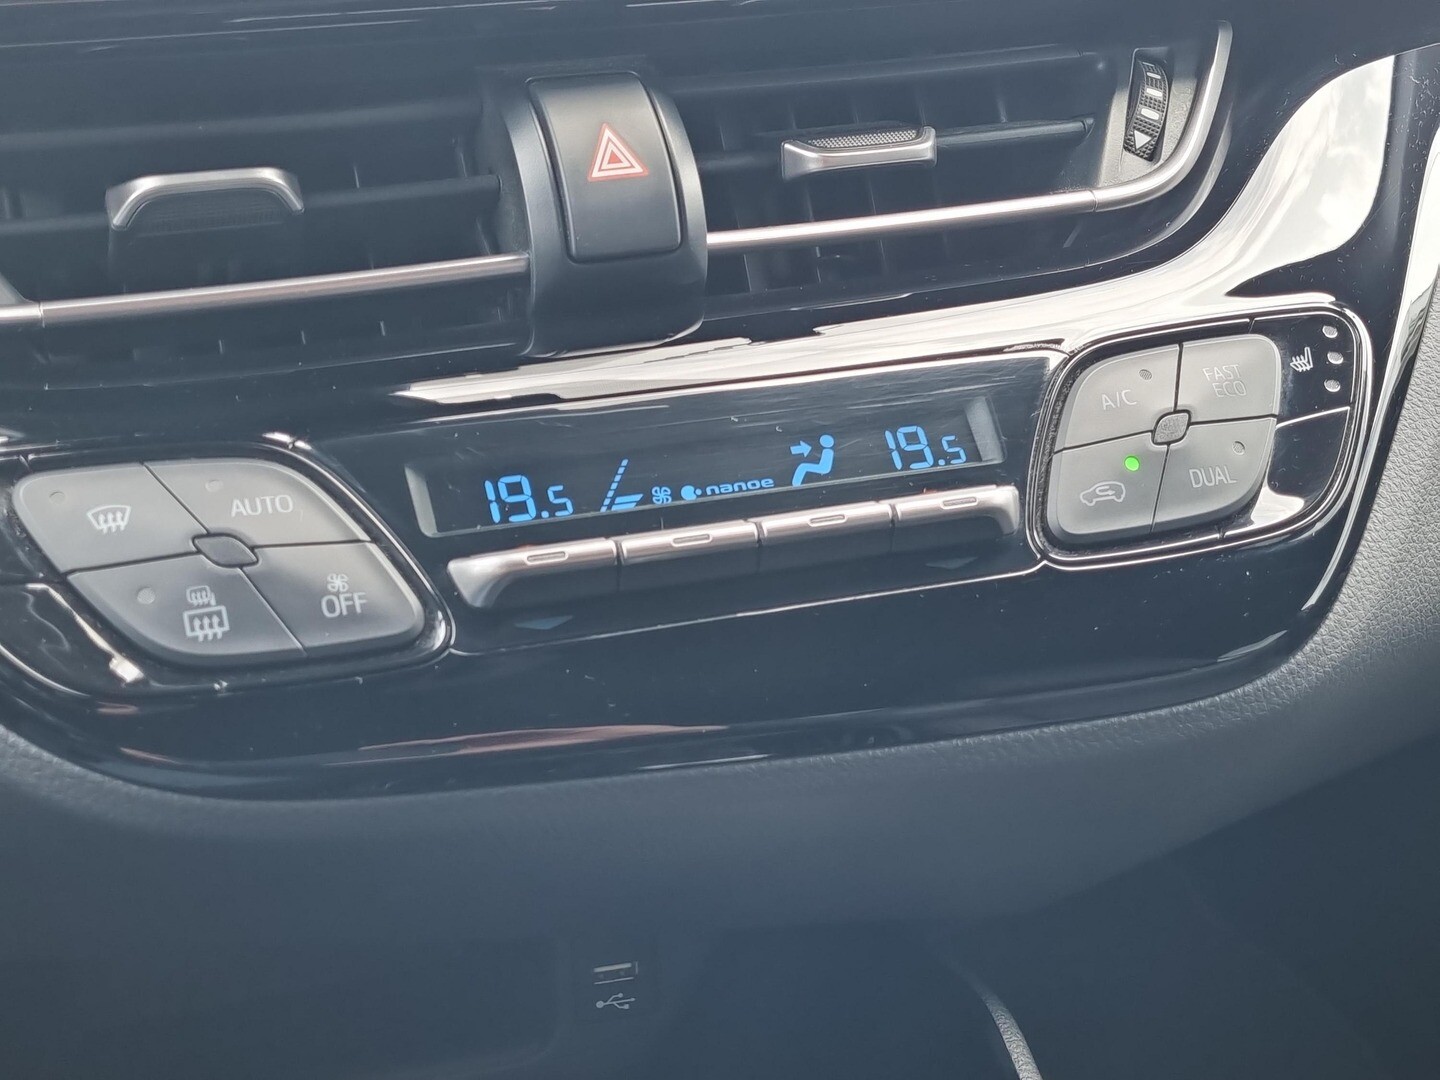 19.5
nanoe
19.5
A/C
FAST
ECO
DUAL
AUTO
OFF